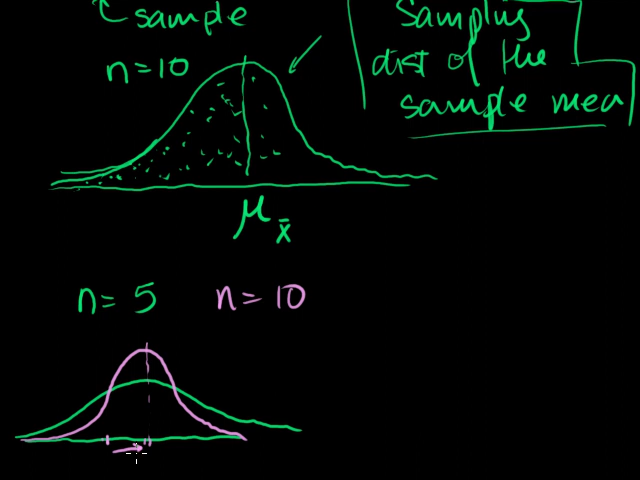 sample
n=10
Sampling
dist of the
sample mea
μx̄
n= 5
n= 10